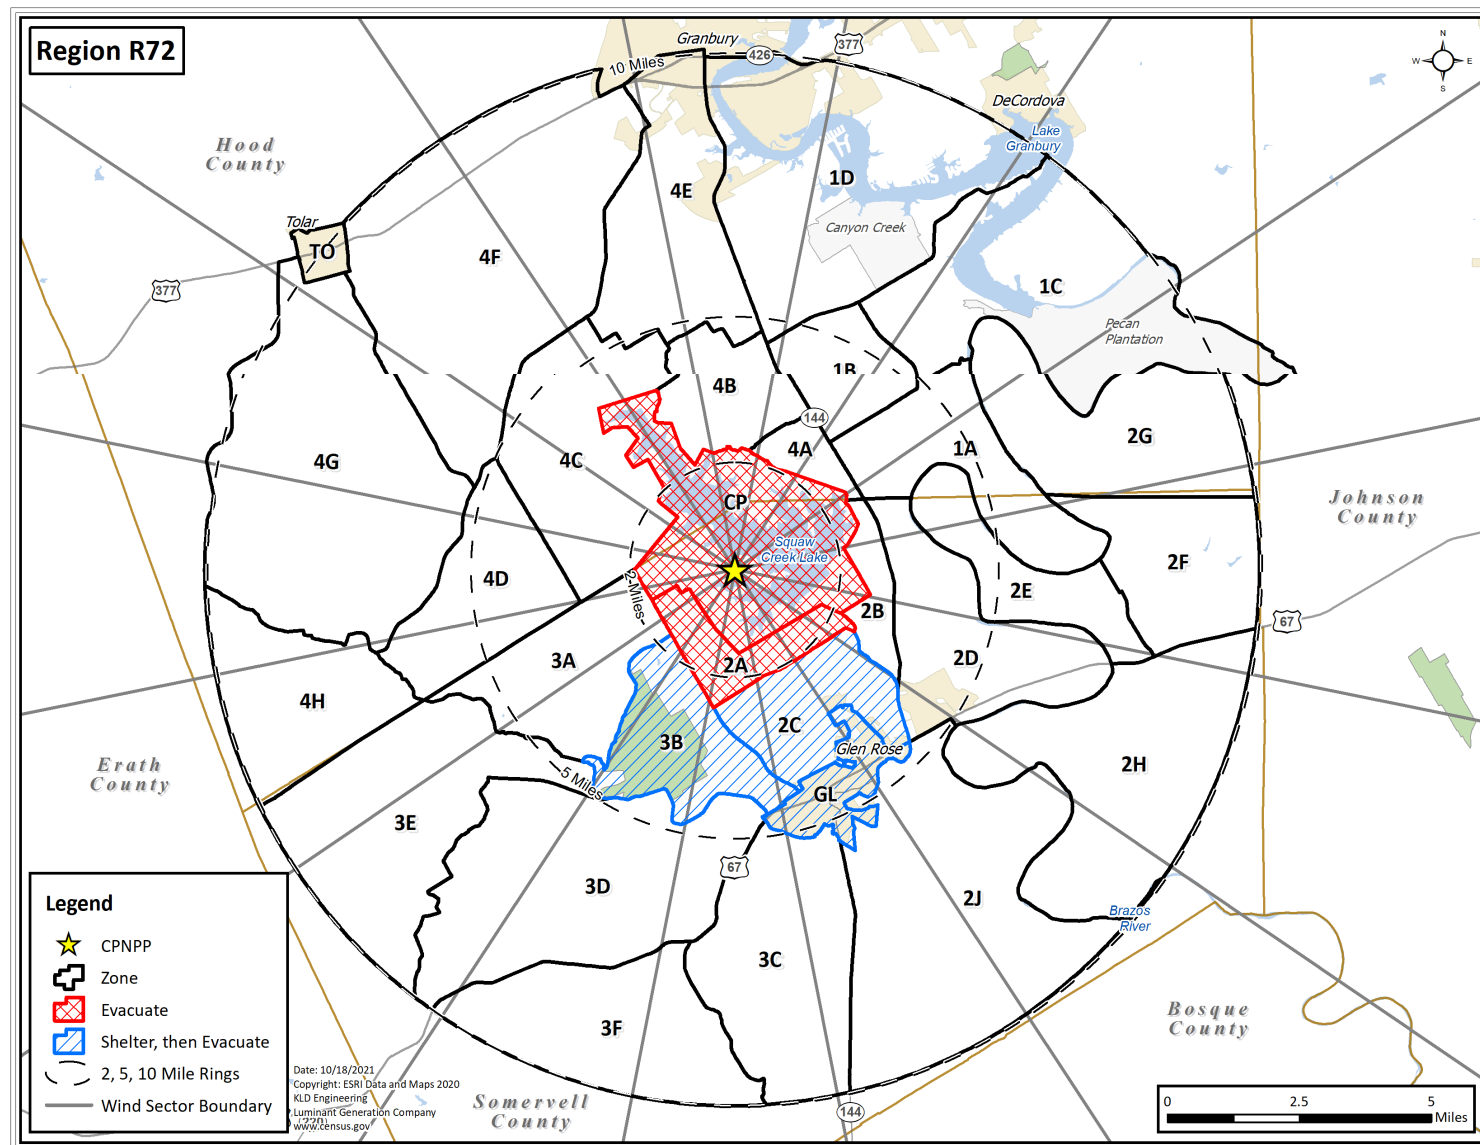 Region R72
Granbury
426
377
10 Miles
N
W
E
S
DeCordova
Lake
Granbury
Hood
County
4E
1D
Canyon Creek
Tolar
TO
4F
377
1C
Pecan
Plantation
1B
4B
144
4A
1A
2G
4G
4C
CP
Johnson
County
Squaw
Creek Lake
2F
4D
2-Miles
2E
2B
67
3A
2A
2D
4H
2C
3B
Glen Rose
2H
Erath
County
5 Miles
GL
3E
67
3D
2J
Brazos
River
3C
3F
Bosque
County
Legend
CPNPP
Zone
Evacuate
Shelter, then Evacuate
2, 5, 10 Mile Rings
Wind Sector Boundary
Date: 10/18/2021
Copyright: ESRI Data and Maps 2020
KLD Engineering
Luminant Generation Company
www.census.gov
Somervell
County
144
0
2.5
5
Miles